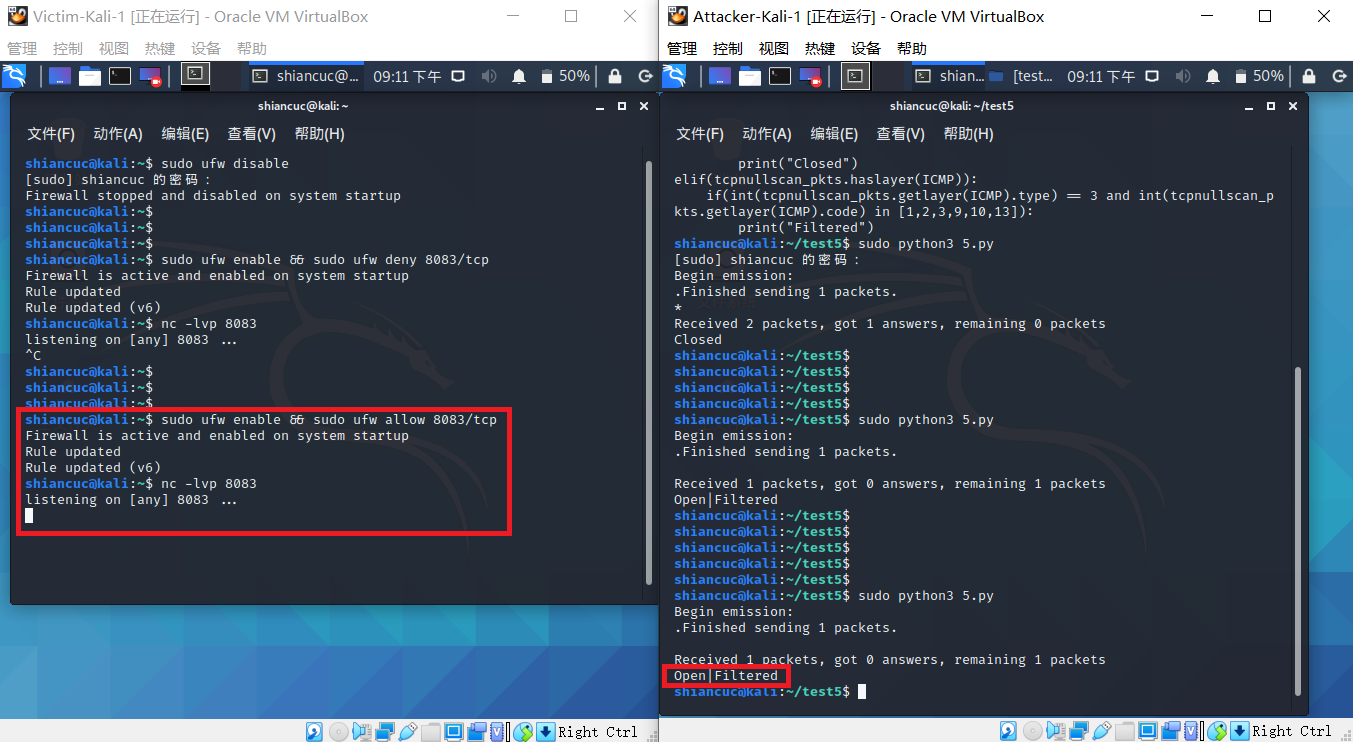 Victim-Kali-1 [正在运行] - Oracle VM VirtualBox
管理 控制 视图 热键 设备 帮助
shiancuc@... 09:11 下午 50%
shiancuc@kali: ~
文件(F) 动作(A) 编辑(E) 查看(V) 帮助(H)
shiancuc@kali:~$ sudo ufw disable
[sudo] shiancuc 的密码：
Firewall stopped and disabled on system startup
shiancuc@kali:~$
shiancuc@kali:~$
shiancuc@kali:~$
shiancuc@kali:~$ sudo ufw enable && sudo ufw deny 8083/tcp
Firewall is active and enabled on system startup
Rule updated
Rule updated (v6)
shiancuc@kali:~$ nc -lvp 8083
listening on [any] 8083 ...
^C
shiancuc@kali:~$
shiancuc@kali:~$
shiancuc@kali:~$
shiancuc@kali:~$ sudo ufw enable && sudo ufw allow 8083/tcp
Firewall is active and enabled on system startup
Rule updated
Rule updated (v6)
shiancuc@kali:~$ nc -lvp 8083
listening on [any] 8083 ...
Right Ctrl
Attacker-Kali-1 [正在运行] - Oracle VM VirtualBox
管理 控制 视图 热键 设备 帮助
shian... [test... 09:11 下午 50%
shiancuc@kali: ~/test5
文件(F) 动作(A) 编辑(E) 查看(V) 帮助(H)
print("Closed")
elif(tcpnullscan_pkts.haslayer(ICMP)):
if(int(tcpnullscan_pkts.getlayer(ICMP).type) == 3 and int(tcpnullscan_p
kts.getlayer(ICMP).code) in [1,2,3,9,10,13]):
print("Filtered")
shiancuc@kali:~/test5$ sudo python3 5.py
[sudo] shiancuc 的密码：
Begin emission:
.Finished sending 1 packets.
*
Received 2 packets, got 1 answers, remaining 0 packets
Closed
shiancuc@kali:~/test5$
shiancuc@kali:~/test5$
shiancuc@kali:~/test5$
shiancuc@kali:~/test5$
shiancuc@kali:~/test5$ sudo python3 5.py
Begin emission:
.Finished sending 1 packets.
Received 1 packets, got 0 answers, remaining 1 packets
Open|Filtered
shiancuc@kali:~/test5$
shiancuc@kali:~/test5$
shiancuc@kali:~/test5$
shiancuc@kali:~/test5$
shiancuc@kali:~/test5$
shiancuc@kali:~/test5$ sudo python3 5.py
Begin emission:
.Finished sending 1 packets.
Received 1 packets, got 0 answers, remaining 1 packets
Open|Filtered
shiancuc@kali:~/test5$
Right Ctrl